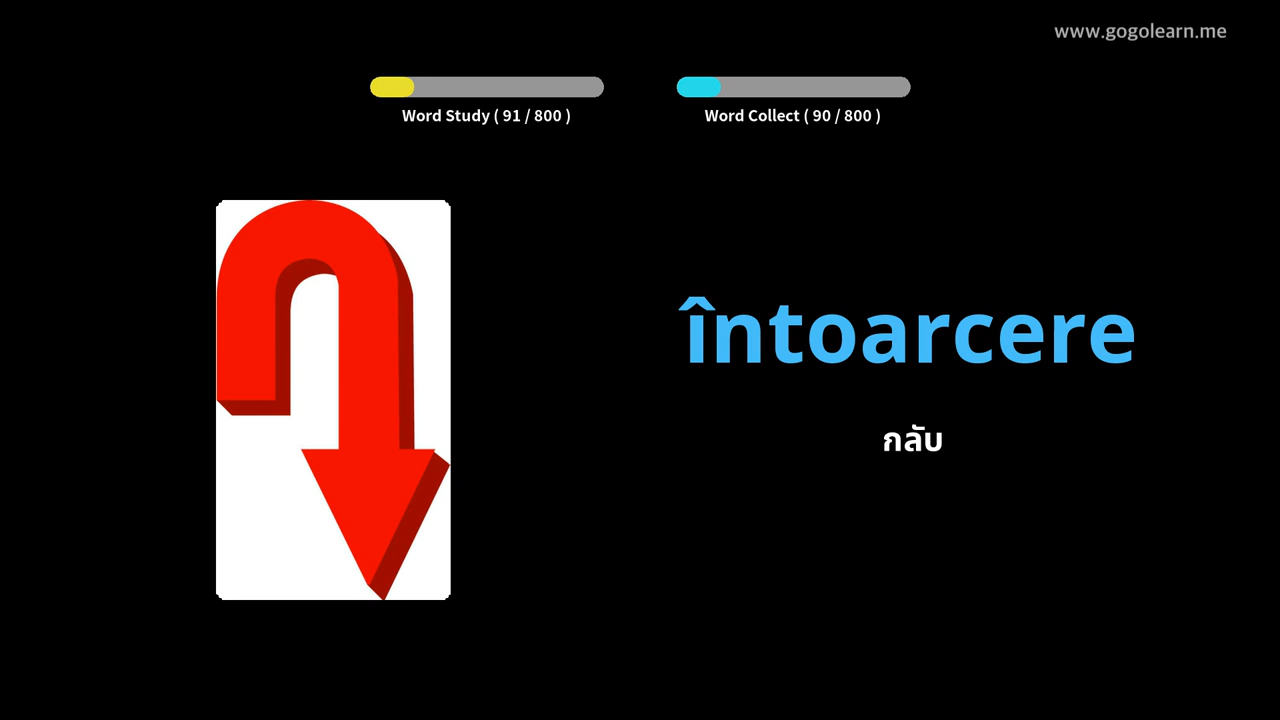 www.gogolearn.me
Word Study ( 91 / 800 )
Word Collect ( 90 / 800 )
întoarcere
กลับ